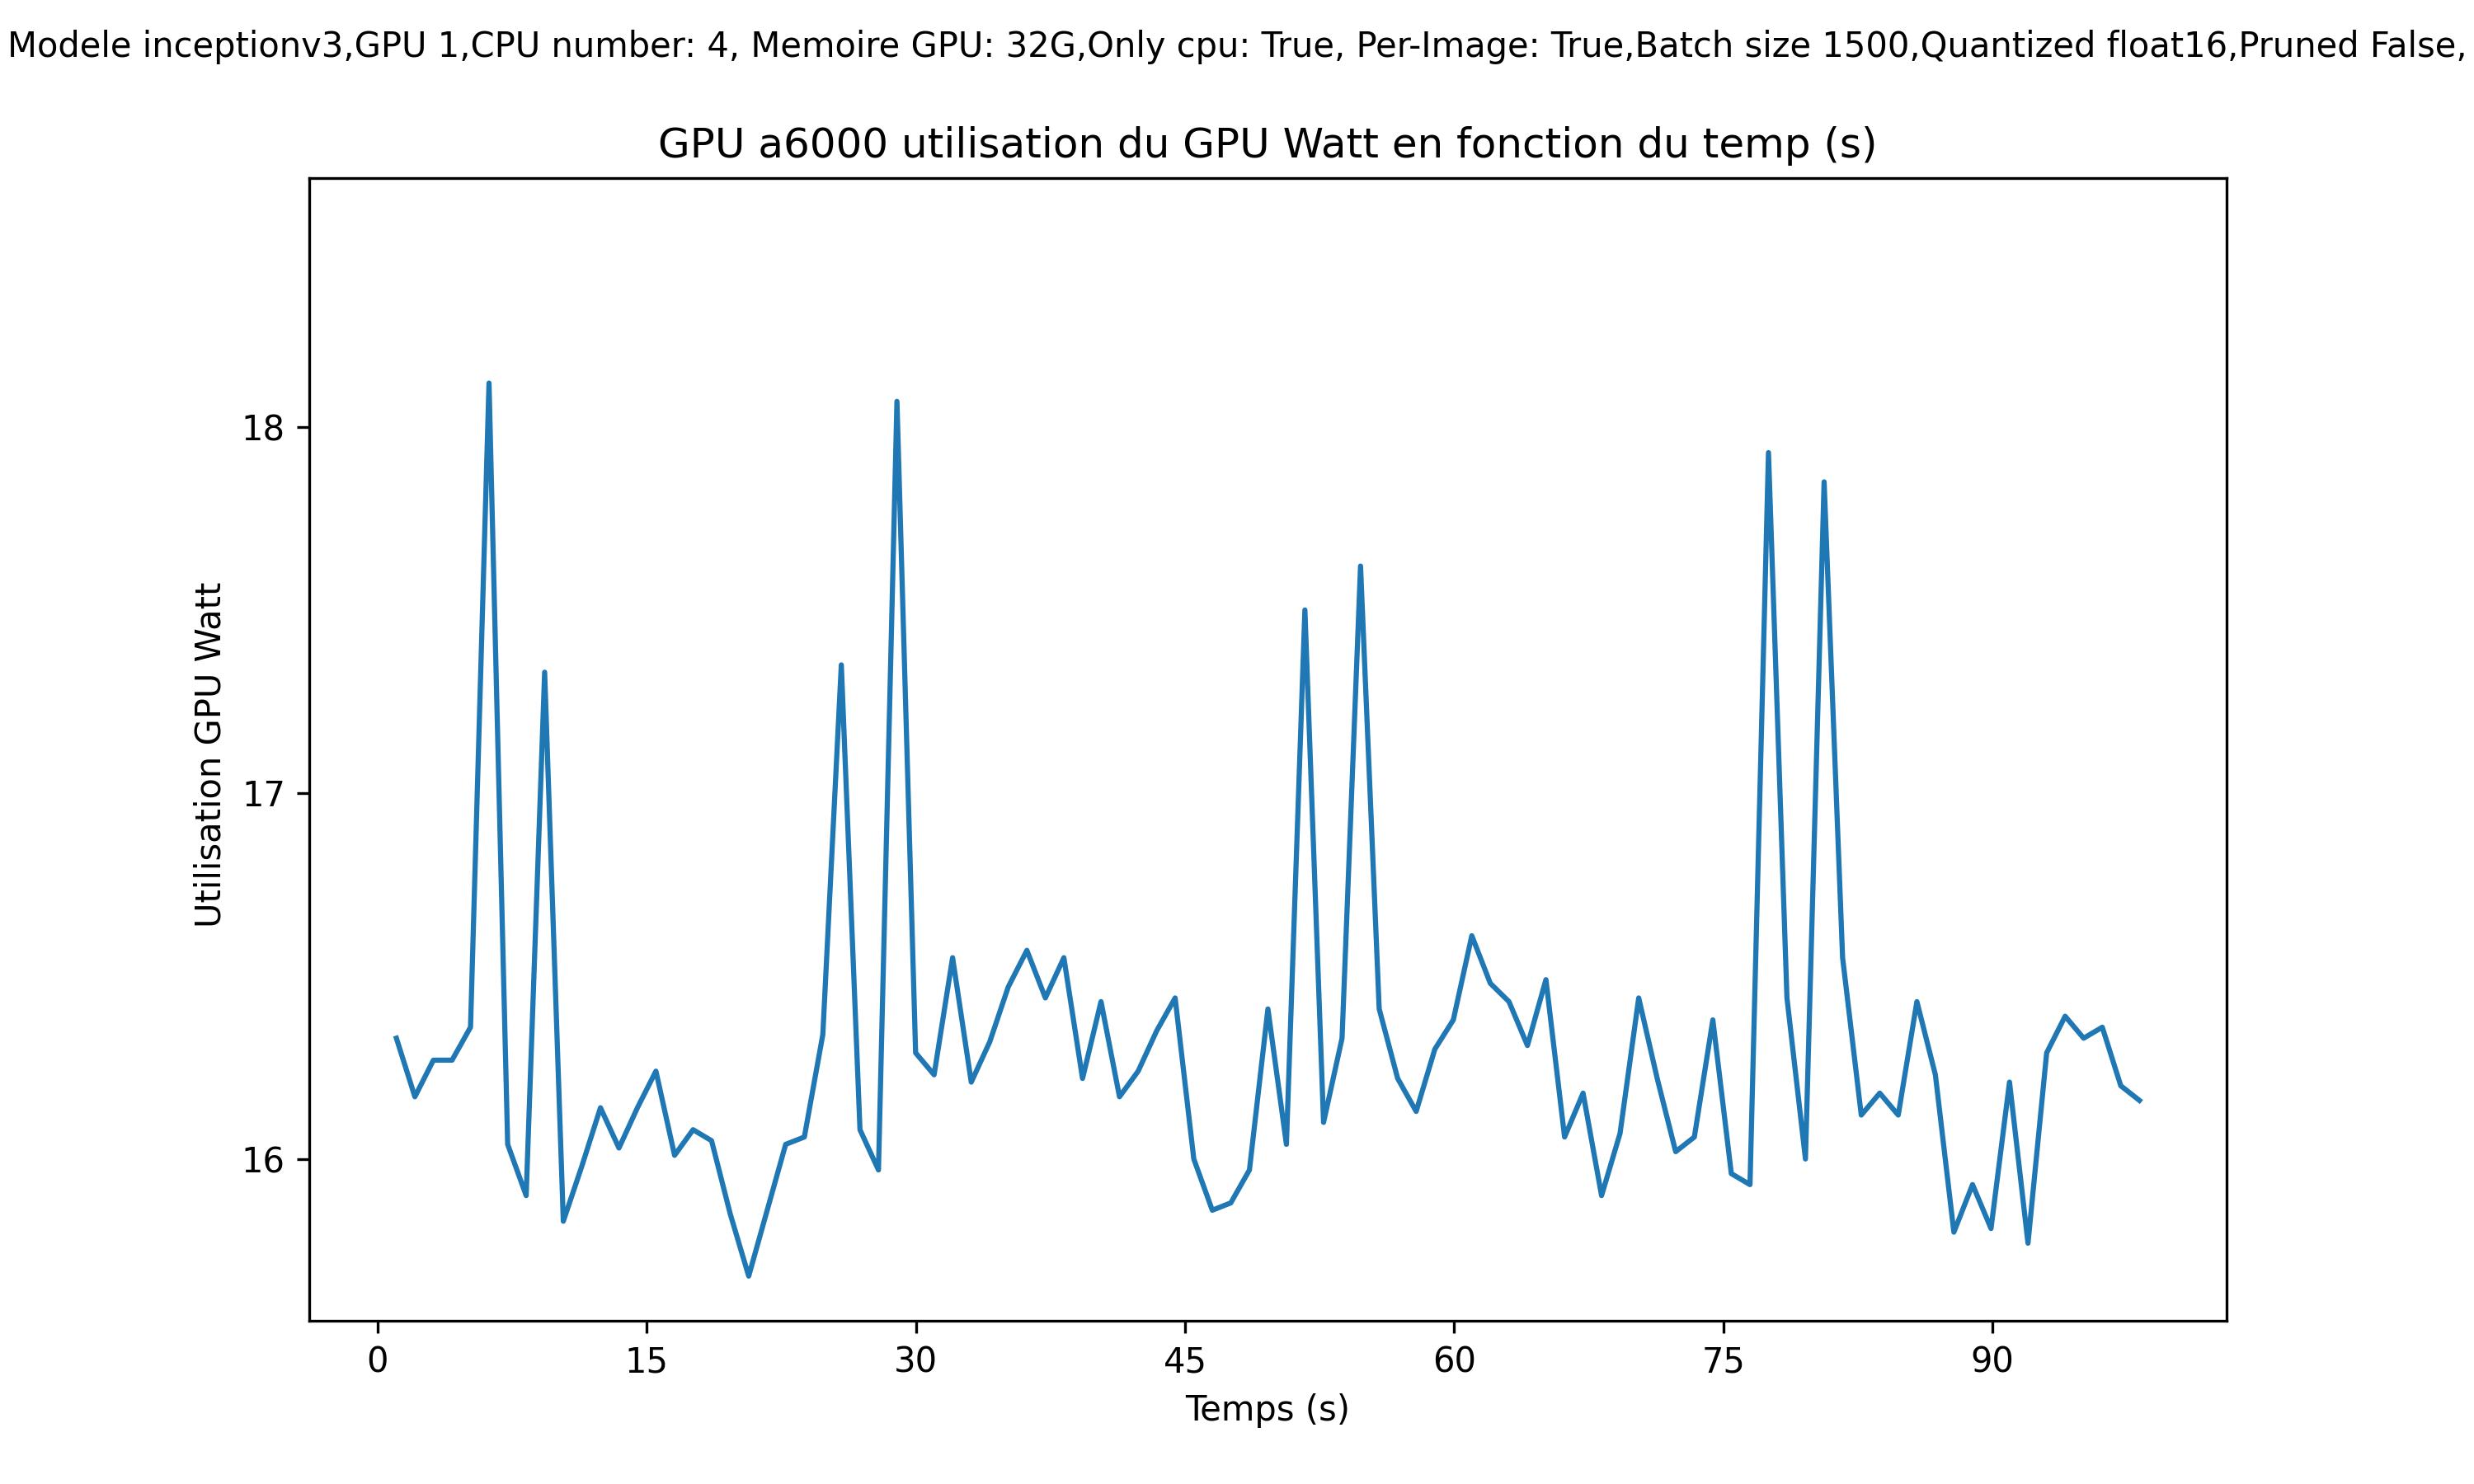 Modele inceptionv3,GPU 1,CPU number: 4, Memoire GPU: 32G,Only cpu: True, Per-Image: True,Batch size 1500,Quantized float16,Pruned False,
GPU a6000 utilisation du GPU Watt en fonction du temp (s)
Utilisation GPU Watt
18
17
16
0 15 30 45 60 75 90
Temps (s)